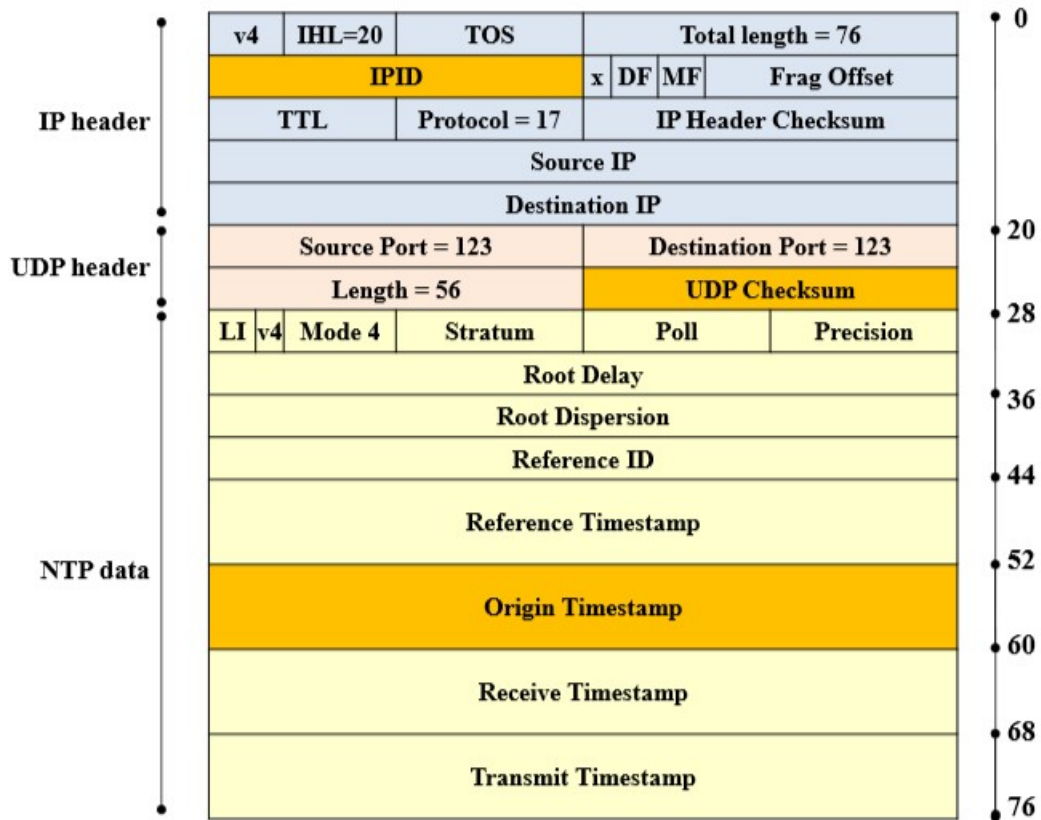 v4 IHL=20 TOS Total length = 76 0
IPID x DF MF Frag Offset
IP header TTL Protocol = 17 IP Header Checksum
Source IP
Destination IP
20
Source Port = 123 Destination Port = 123
UDP header
Length = 56 UDP Checksum
28
LI v4 Mode 4 Stratum Poll Precision
Root Delay
36
Root Dispersion
Reference ID
44
Reference Timestamp
52
NTP data
Origin Timestamp
60
Receive Timestamp
68
Transmit Timestamp
76